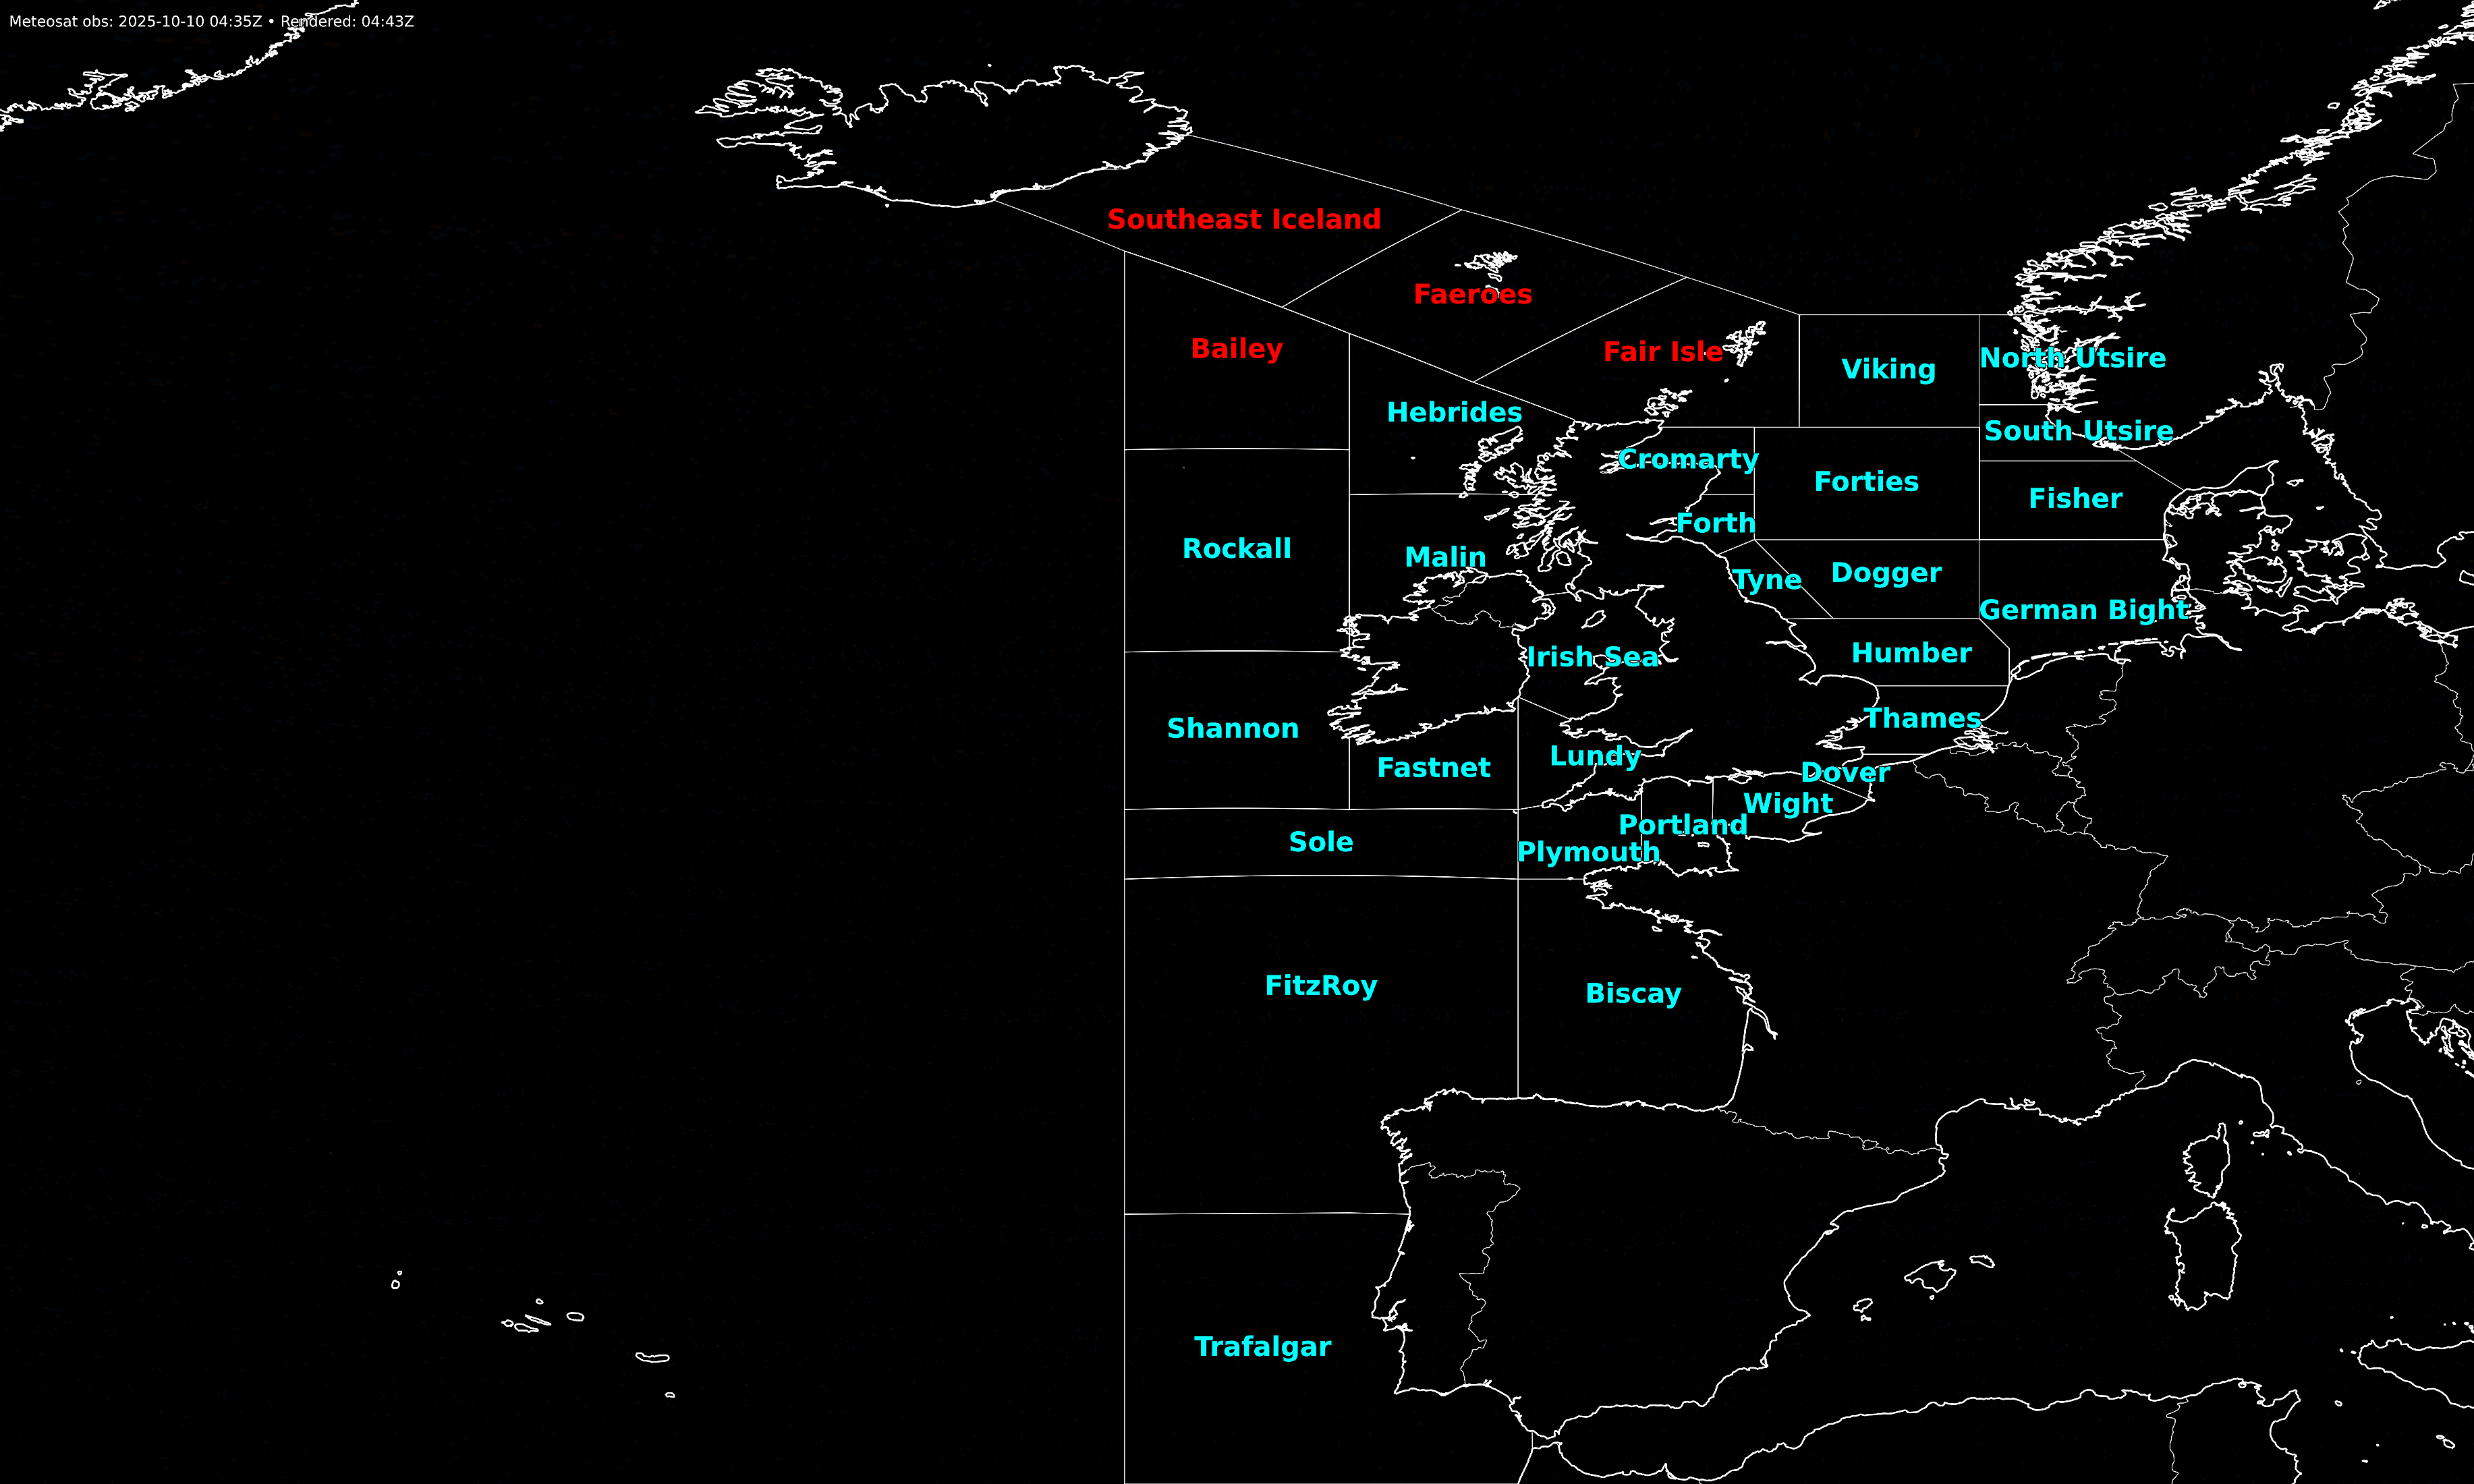 Meteosat obs: 2025-10-10 04:35Z • Rendered: 04:43Z
Southeast Iceland
Faeroes
Bailey
Fair Isle
Viking
North Utsire
Hebrides
South Utsire
Cromarty
Forties
Fisher
Forth
Rockall
Malin
Tyne
Dogger
German Bight
Irish Sea
Humber
Shannon
Thames
Fastnet
Lundy
Dover
Wight
Portland
Sole
Plymouth
FitzRoy
Biscay
Trafalgar